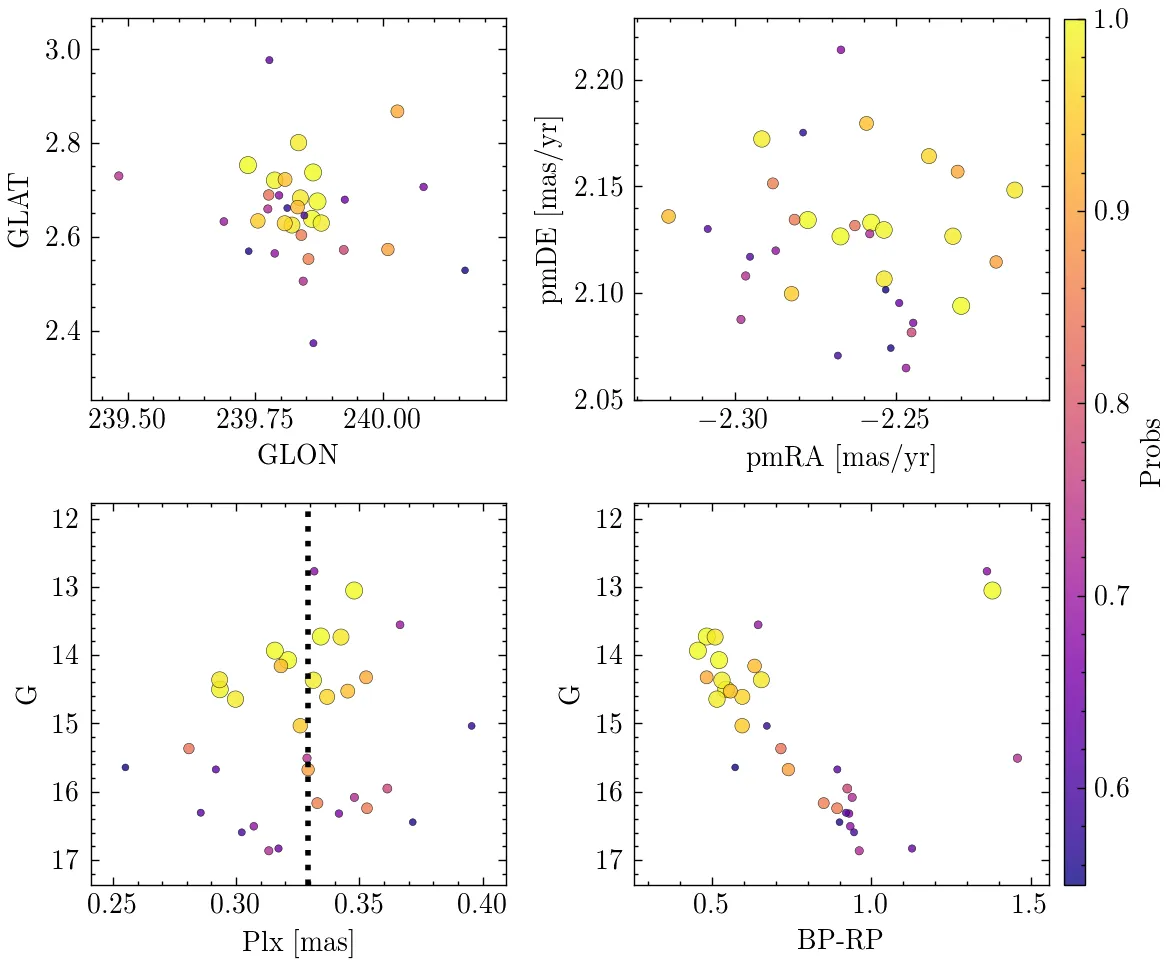 3.0
2.8
2.6
2.4
GLAT
239.50 239.75 240.00
GLON
2.20
2.15
2.10
2.05
pmDE [mas/yr]
−2.30 −2.25
pmRA [mas/yr]
1.0
0.9
0.8
0.7
0.6
Probs
12
13
14
15
16
17
G
0.25 0.30 0.35 0.40
Plx [mas]
12
13
14
15
16
17
G
0.5 1.0 1.5
BP-RP